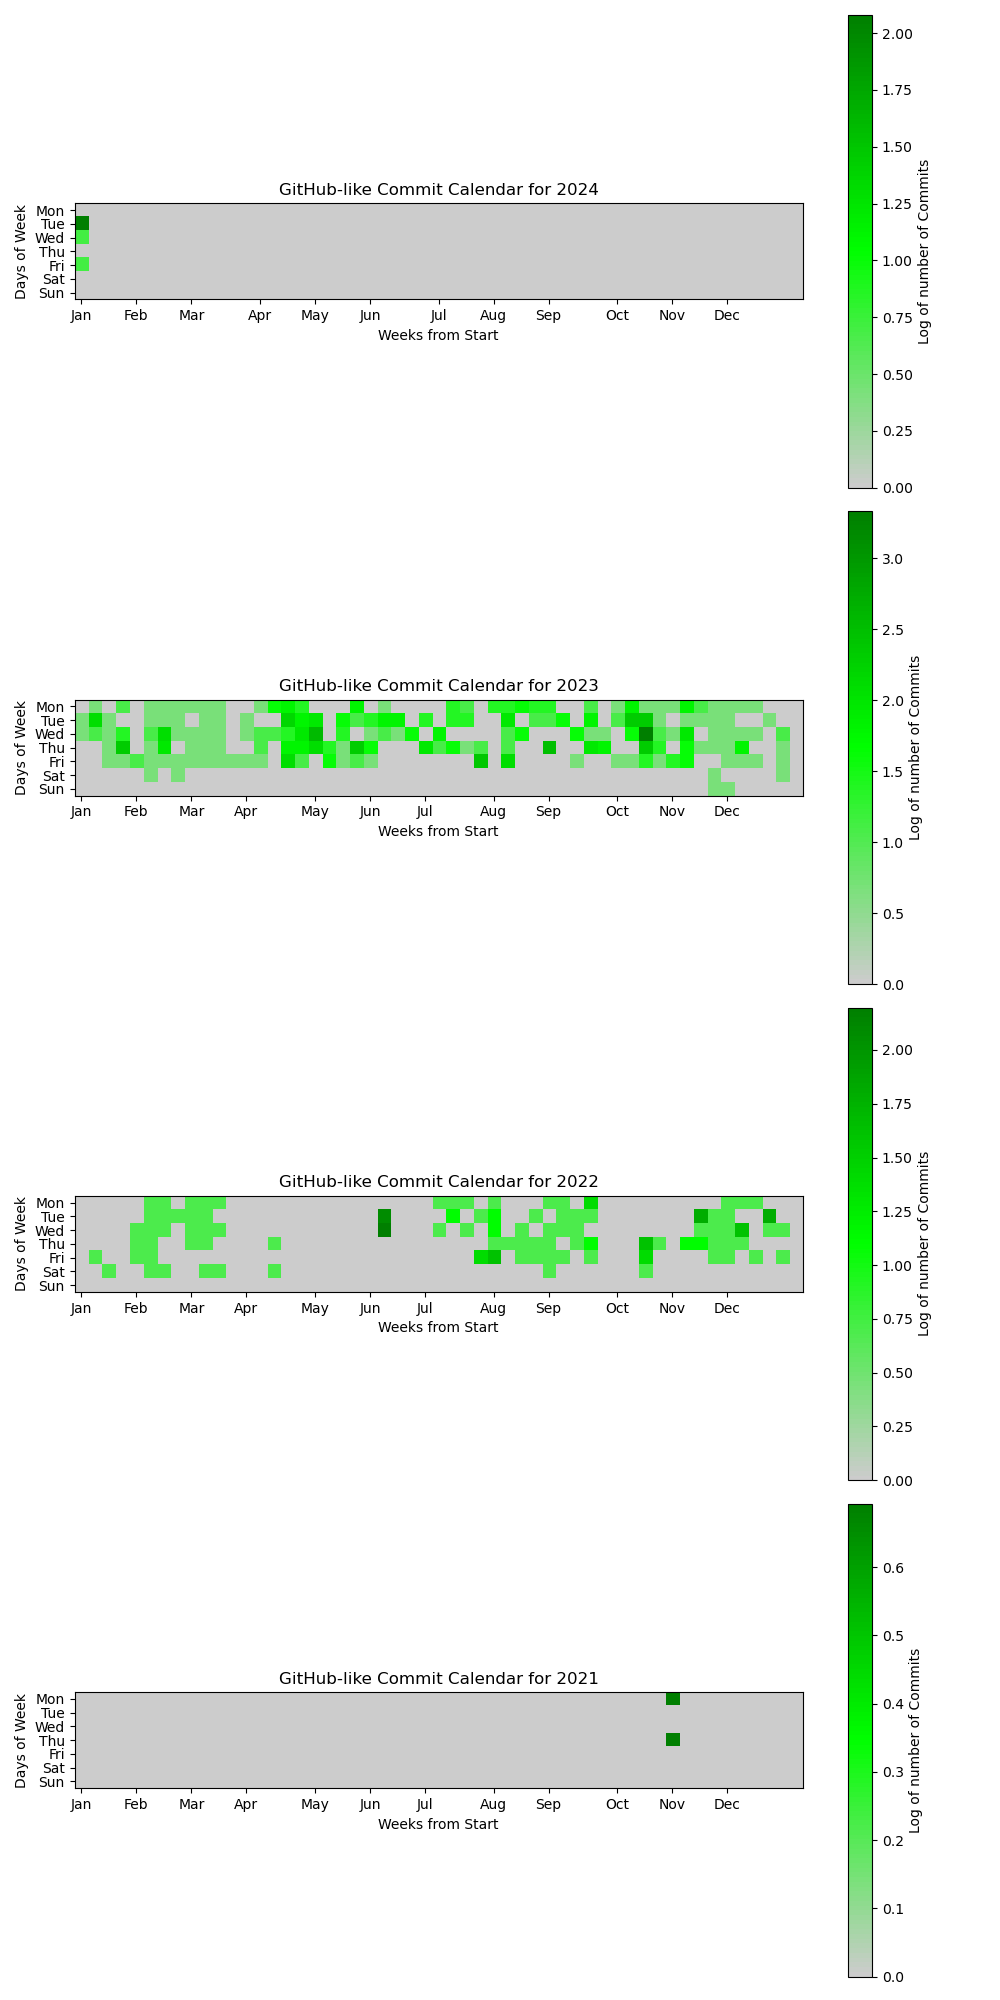 GitHub-like Commit Calendar for 2024
Days of Week
Mon
Tue
Wed
Thu
Fri
Sat
Sun
Jan Feb Mar Apr May Jun Jul Aug Sep Oct Nov Dec
Weeks from Start
2.00
1.75
1.50
1.25
1.00
0.75
0.50
0.25
0.00
Log of number of Commits
GitHub-like Commit Calendar for 2023
Days of Week
Mon
Tue
Wed
Thu
Fri
Sat
Sun
Jan Feb Mar Apr May Jun Jul Aug Sep Oct Nov Dec
Weeks from Start
3.0
2.5
2.0
1.5
1.0
0.5
0.0
Log of number of Commits
GitHub-like Commit Calendar for 2022
Days of Week
Mon
Tue
Wed
Thu
Fri
Sat
Sun
Jan Feb Mar Apr May Jun Jul Aug Sep Oct Nov Dec
Weeks from Start
2.00
1.75
1.50
1.25
1.00
0.75
0.50
0.25
0.00
Log of number of Commits
GitHub-like Commit Calendar for 2021
Days of Week
Mon
Tue
Wed
Thu
Fri
Sat
Sun
Jan Feb Mar Apr May Jun Jul Aug Sep Oct Nov Dec
Weeks from Start
0.6
0.5
0.4
0.3
0.2
0.1
0.0
Log of number of Commits